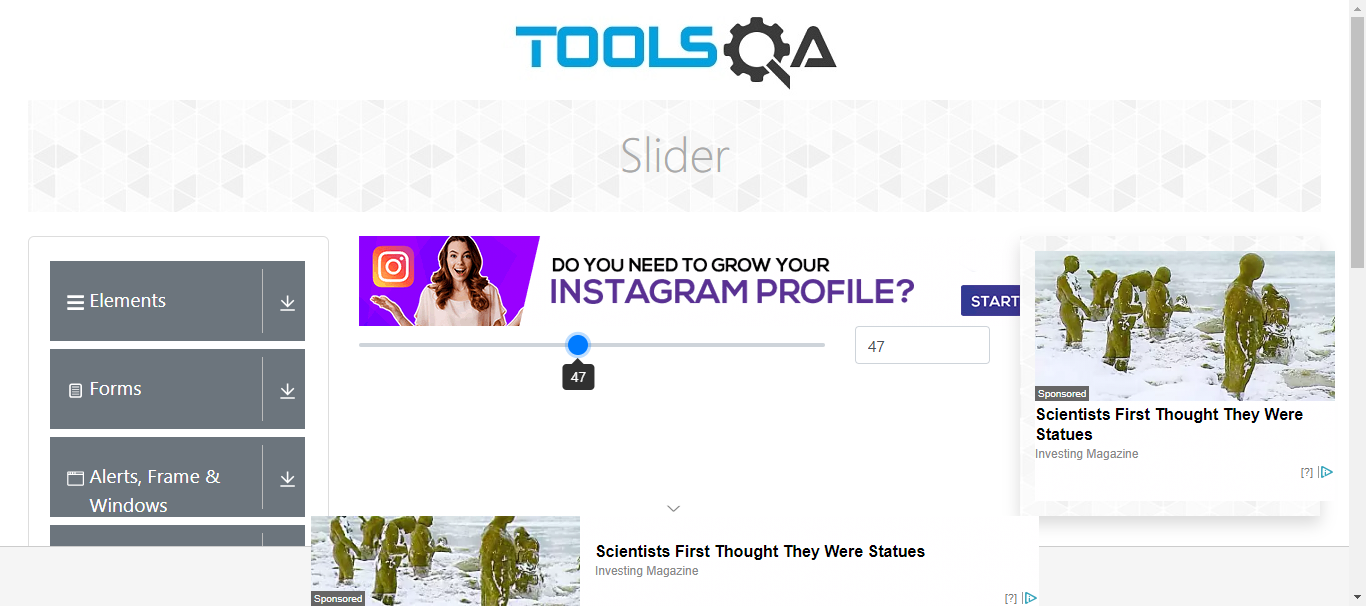 TOOLSQA
Slider
Elements
Forms
Alerts, Frame &
Windows
DO YOU NEED TO GROW YOUR
INSTAGRAM PROFILE?
START
47
47
Sponsored
Scientists First Thought They Were
Statues
Investing Magazine
[?]
Sponsored
Scientists First Thought They Were Statues
Investing Magazine
[?]